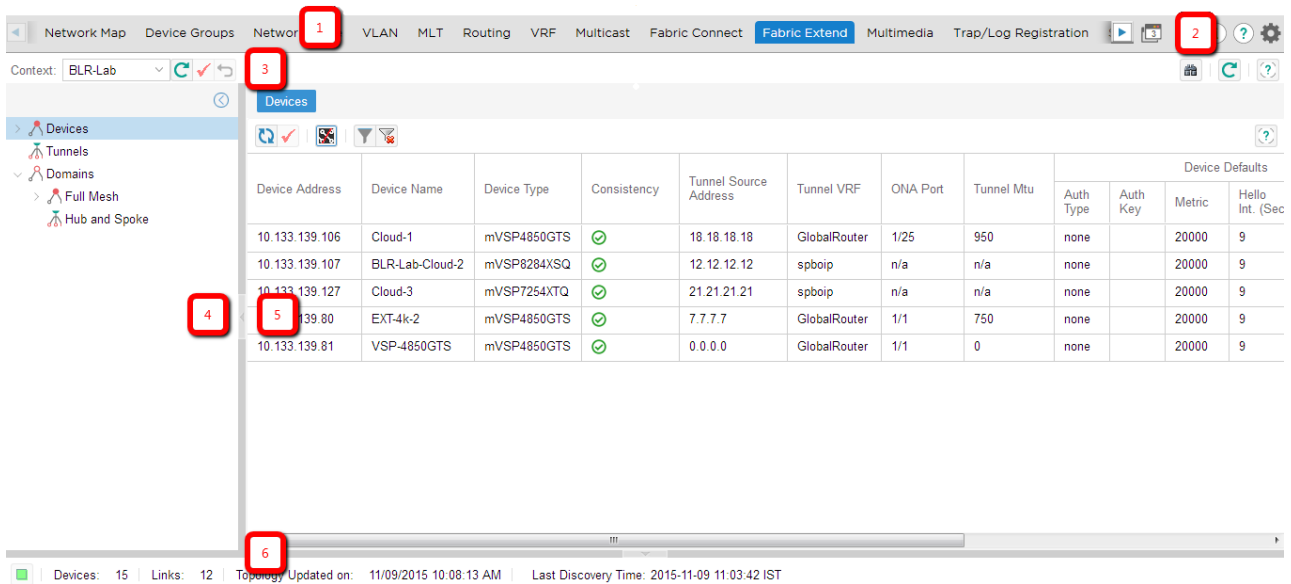 Network Map Device Groups Networ 1 VLAN MLT Routing VRF Multicast Fabric Connect Fabric Extend Multimedia Trap/Log Registration 3 2 ?
Context: BLR-Lab 3 ?
Devices
Devices
Tunnels
Domains
Full Mesh
Hub and Spoke
?
Device Address Device Name Device Type Consistency Tunnel Source Address Tunnel VRF ONA Port Tunnel Mtu Device Defaults
Auth Type Auth Key Metric Hello Int. (Sec
10.133.139.106 Cloud-1 mVSP4850GTS 18.18.18.18 GlobalRouter 1/25 950 none 20000 9
10.133.139.107 BLR-Lab-Cloud-2 mVSP8284XSQ 12.12.12.12 spboip n/a n/a none 20000 9
10.133.139.127 Cloud-3 mVSP7254XTQ 21.21.21.21 spboip n/a n/a none 20000 9
4 5 139.80 EXT-4k-2 mVSP4850GTS 7.7.7.7 GlobalRouter 1/1 750 none 20000 9
10.133.139.81 VSP-4850GTS mVSP4850GTS 0.0.0.0 GlobalRouter 1/1 0 none 20000 9
6
Devices: 15 Links: 12 Topology Updated on: 11/09/2015 10:08:13 AM Last Discovery Time: 2015-11-09 11:03:42 IST